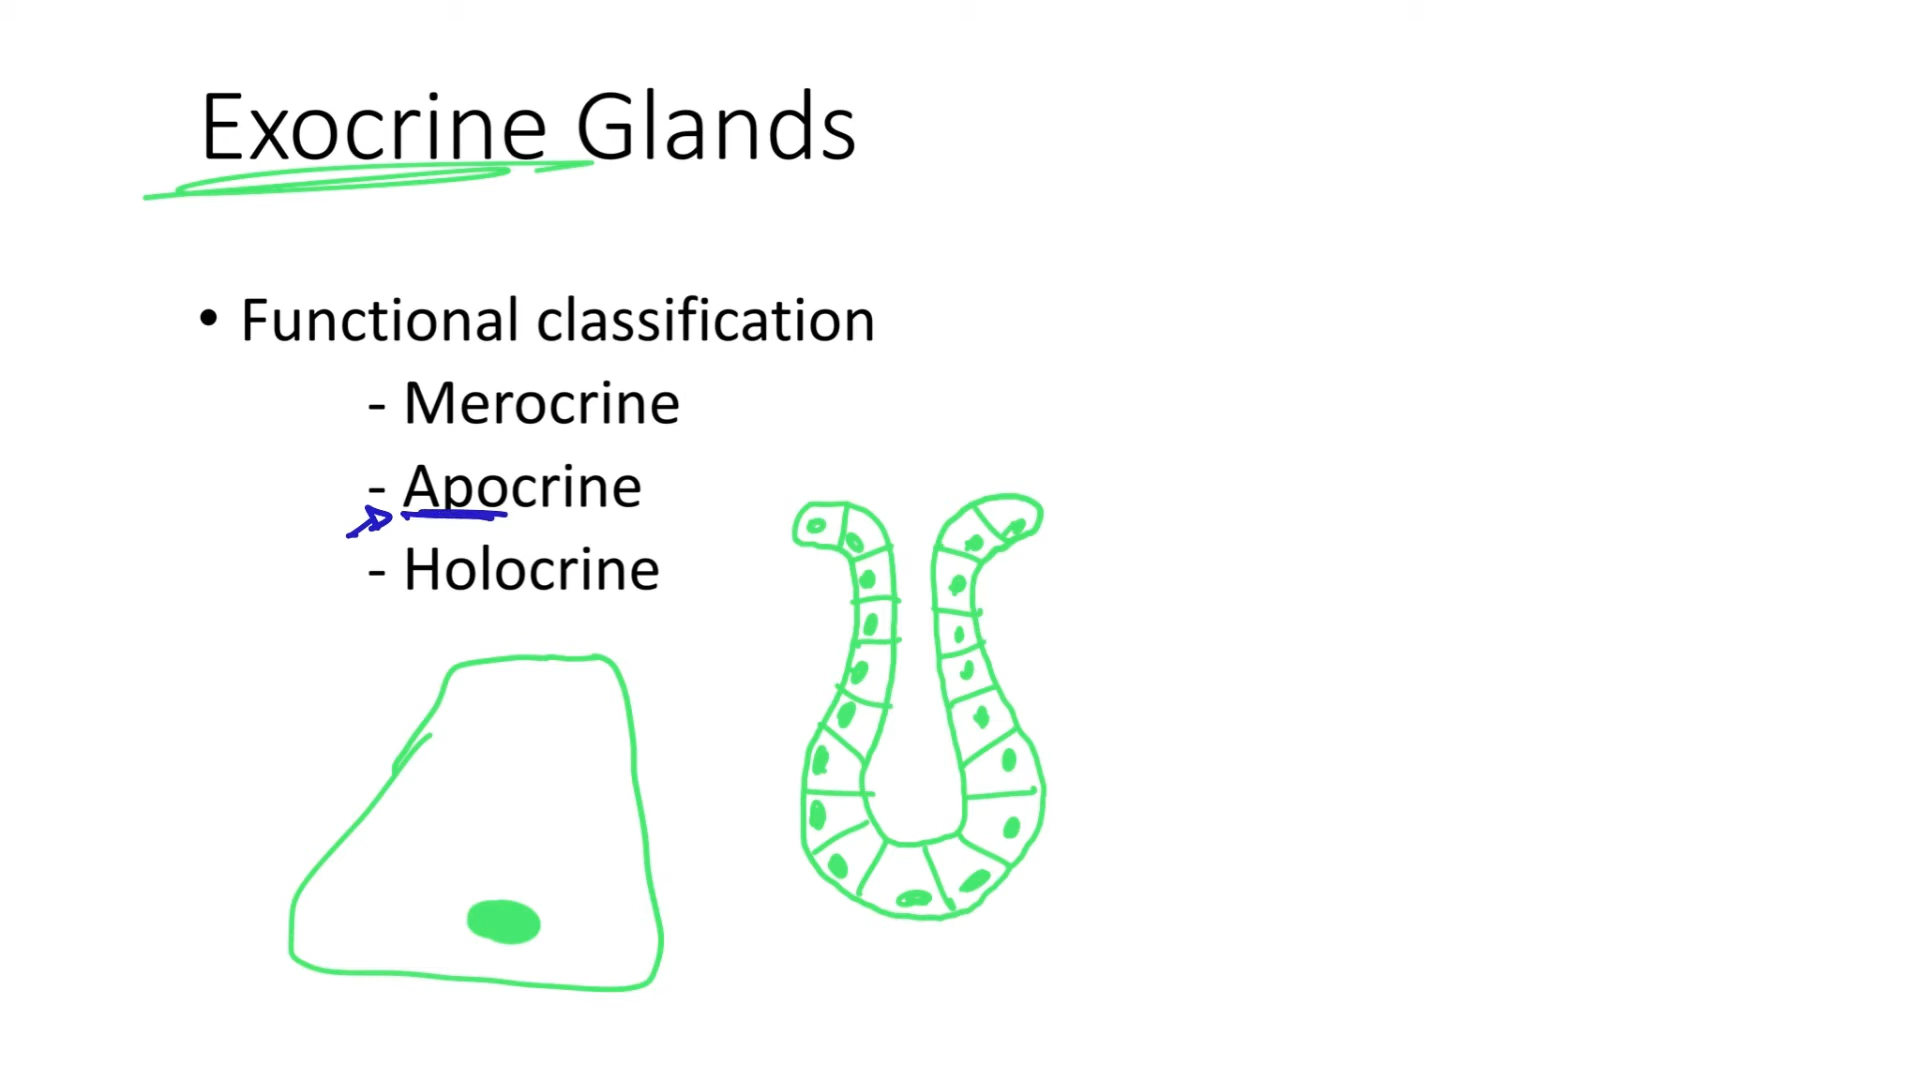 Exocrine Glands
• Functional classification
- Merocrine
- Apocrine
- Holocrine